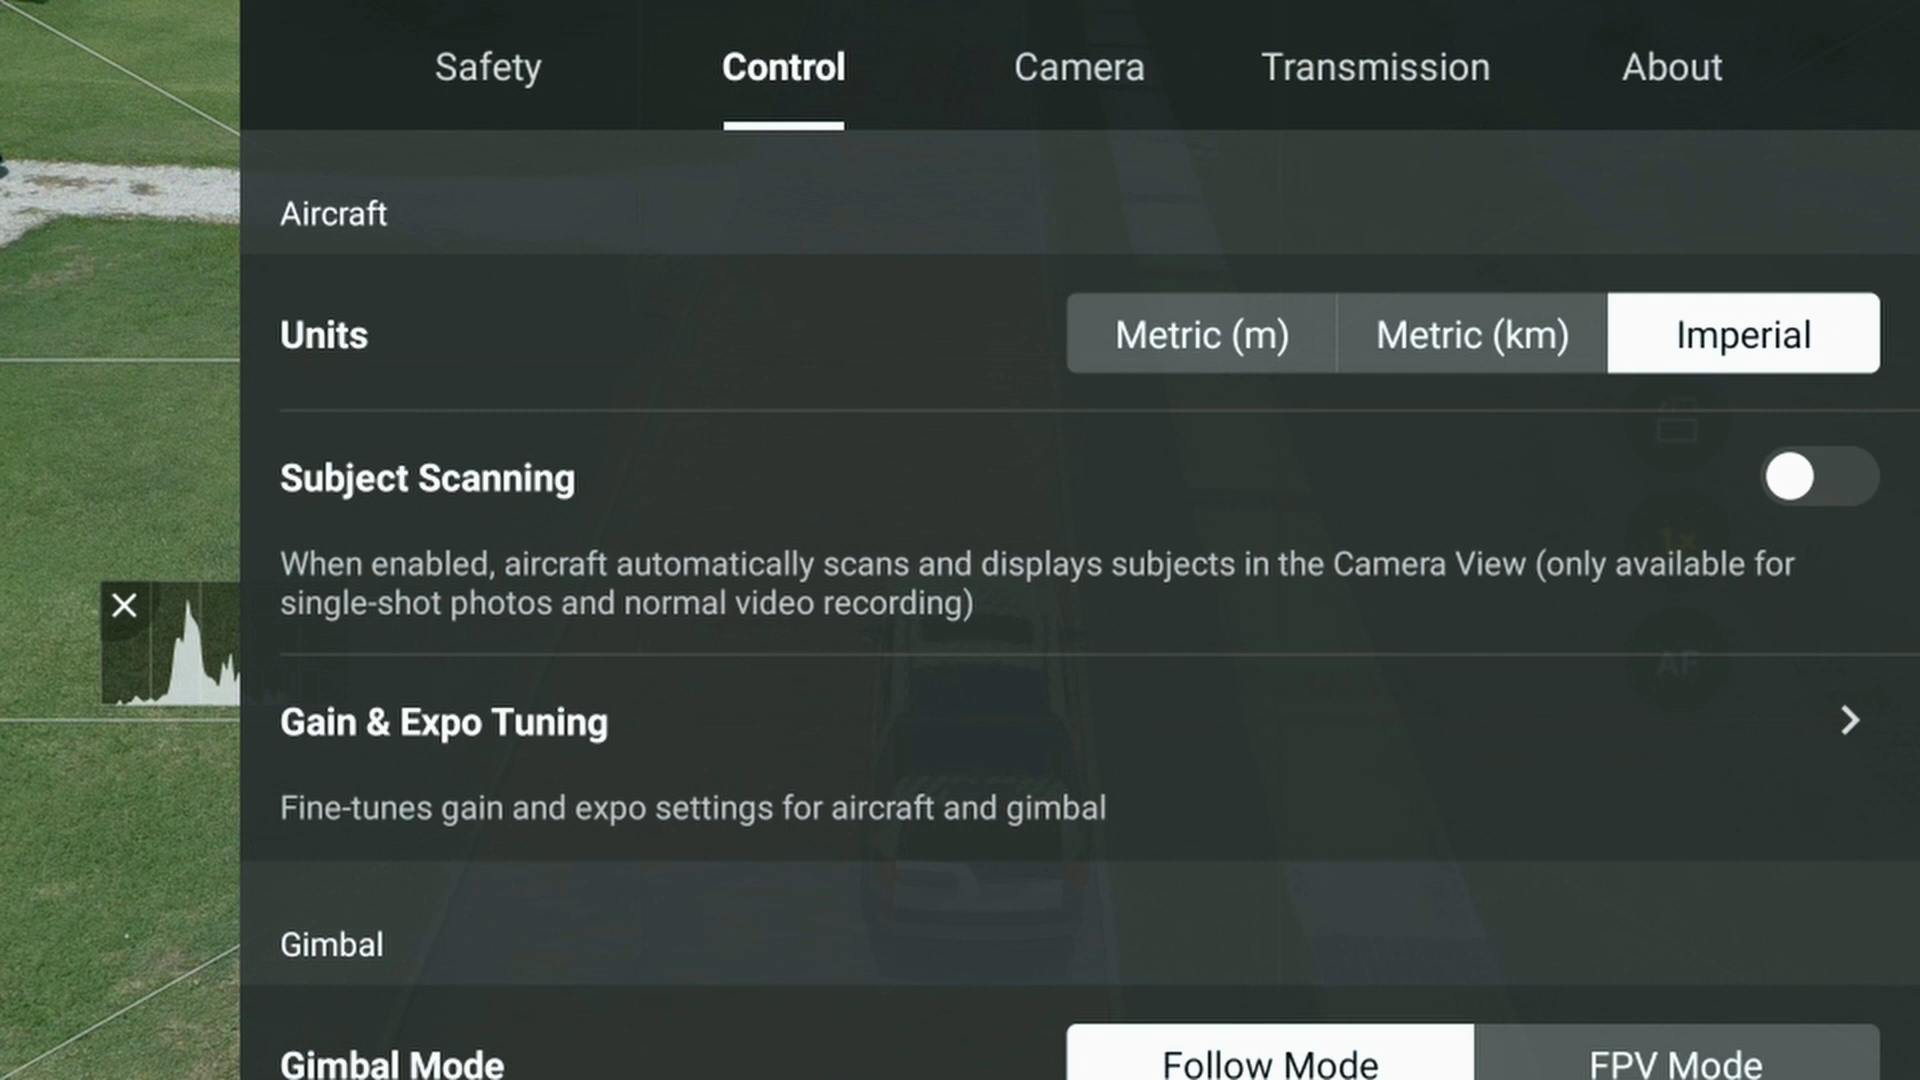 Safety Control Camera Transmission About
Aircraft
Units Metric (m) Metric (km) Imperial
Subject Scanning
When enabled, aircraft automatically scans and displays subjects in the Camera View (only available for
single-shot photos and normal video recording)
1×
AF
Gain & Expo Tuning
Fine-tunes gain and expo settings for aircraft and gimbal
Gimbal
Gimbal Mode Follow Mode FPV Mode